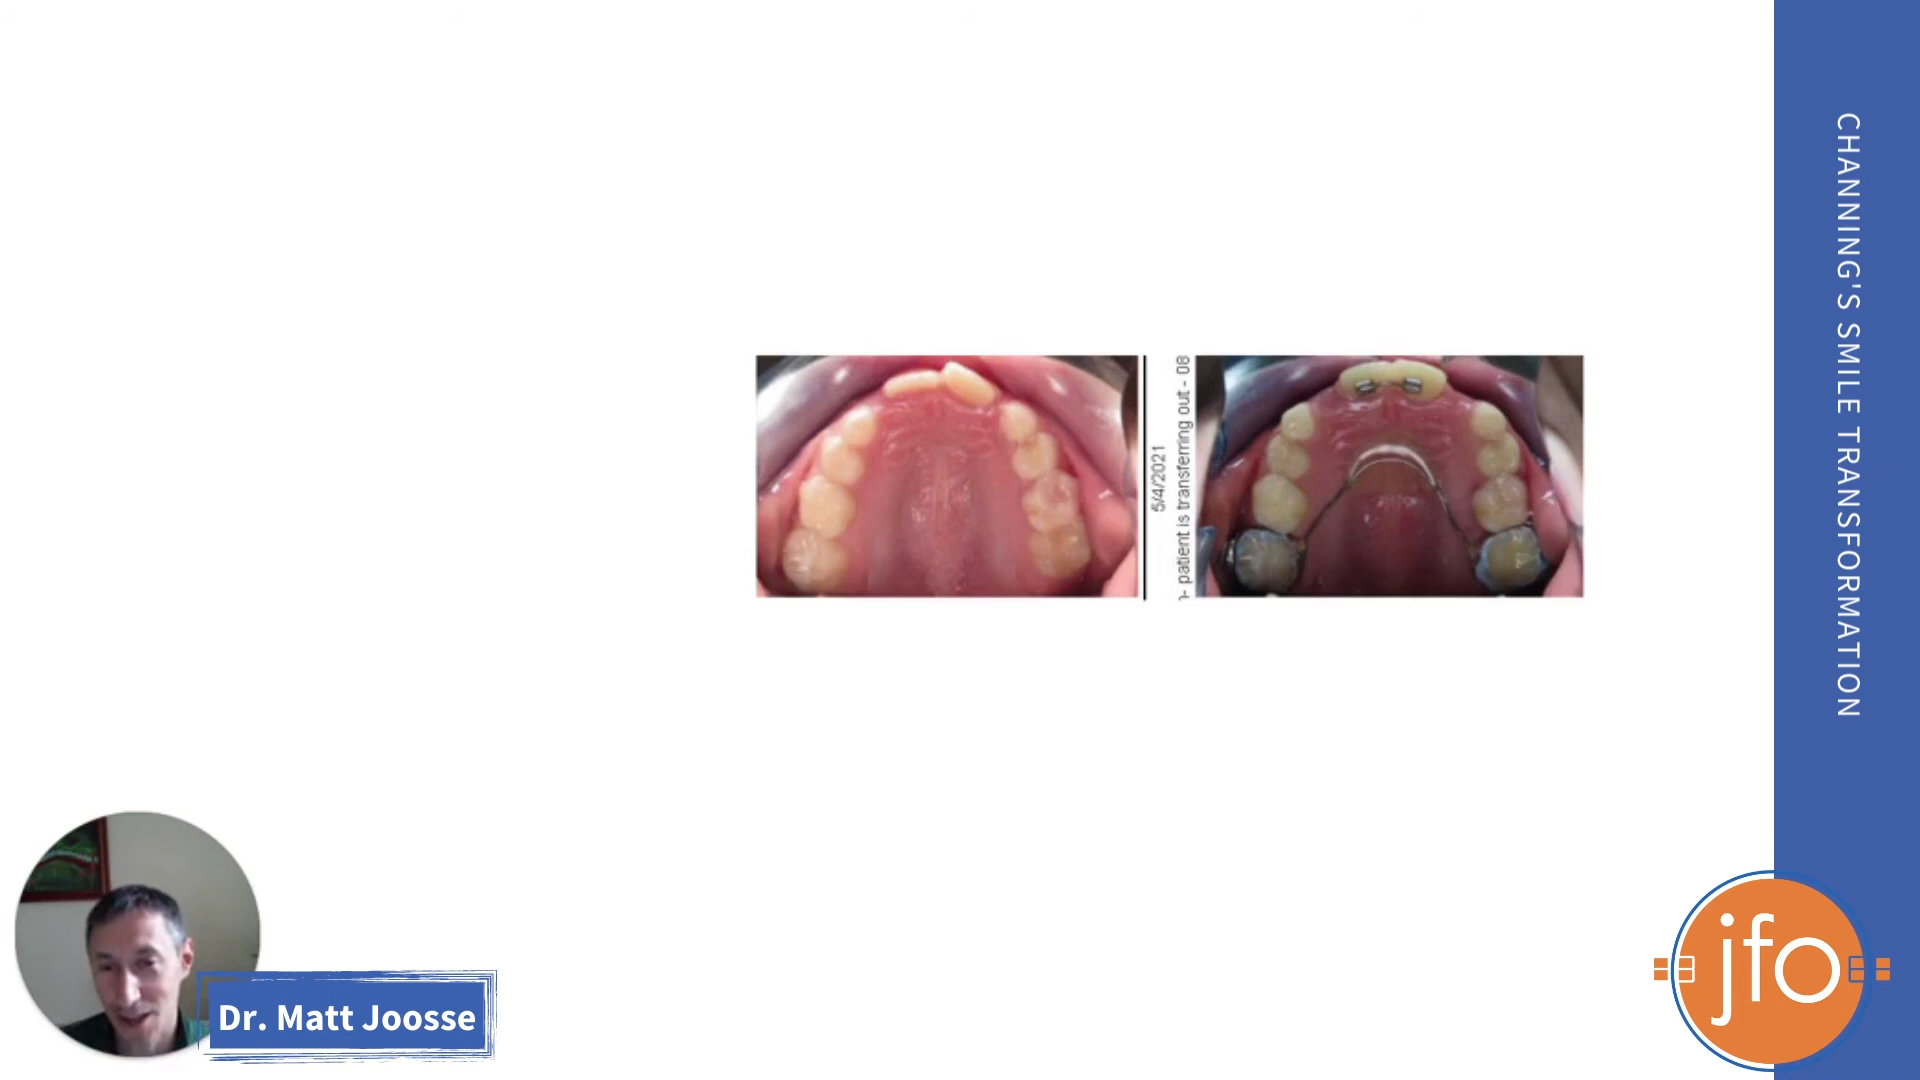 5/4/2021
- patient is transferring out - 08
CHANNING'S SMILE TRANSFORMATION
Dr. Matt Joosse
jfo